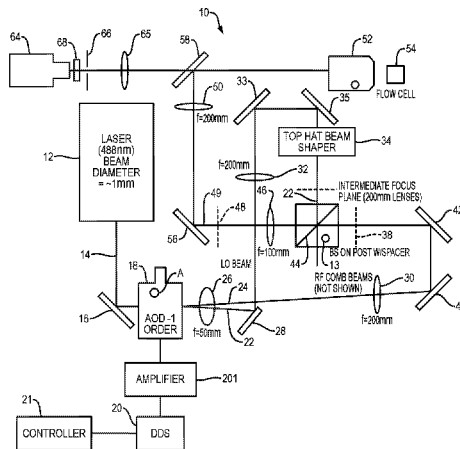 10
64
68
66
65
58
52
54
FLOW CELL
60
f=200mm
33
35
TOP HAT BEAM
SHAPER
34
12
LASER
(488nm)
BEAM
DIAMETER
=~1mm
f=200mm
32
22
INTERMEDIATE FOCUS
PLANE (200mm LENSES)
49
48
46
42
56
f=100mm
44
13
38
BS ON POST W/SPACER
14
18
A
LO BEAM
26
24
RF COMB BEAMS
(NOT SHOWN)
30
16
AOD -1
ORDER
22
28
f=50mm
f=200mm
AMPLIFIER
201
21
20
CONTROLLER
DDS